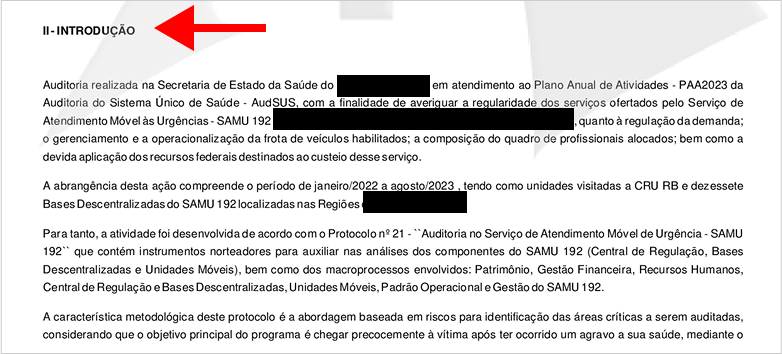 II - INTRODUÇÃO
Auditoria realizada na Secretaria de Estado da Saúde do em atendimento ao Plano Anual de Atividades - PAA2023 da
Auditoria do Sistema Único de Saúde - AudSUS, com a finalidade de averiguar a regularidade dos serviços ofertados pelo Serviço de
Atendimento Móvel às Urgências - SAMU 192 , quanto à regulação da demanda;
o gerenciamento e a operacionalização da frota de veículos habilitados; a composição do quadro de profissionais alocados; bem como a
devida aplicação dos recursos federais destinados ao custeio desse serviço.
A abrangência desta ação compreende o período de janeiro/2022 a agosto/2023 , tendo como unidades visitadas a CRU RB e dezessete
Bases Descentralizadas do SAMU 192 localizadas nas Regiões
Para tanto, a atividade foi desenvolvida de acordo com o Protocolo nº 21 - ``Auditoria no Serviço de Atendimento Móvel de Urgência - SAMU
192`` que contém instrumentos norteadores para auxiliar nas análises dos componentes do SAMU 192 (Central de Regulação, Bases
Descentralizadas e Unidades Móveis), bem como dos macroprocessos envolvidos: Patrimônio, Gestão Financeira, Recursos Humanos,
Central de Regulação e Bases Descentralizadas, Unidades Móveis, Padrão Operacional e Gestão do SAMU 192.
A característica metodológica deste protocolo é a abordagem baseada em riscos para identificação das áreas críticas a serem auditadas,
considerando que o objetivo principal do programa é chegar precocemente à vítima após ter ocorrido um agravo a sua saúde, mediante o